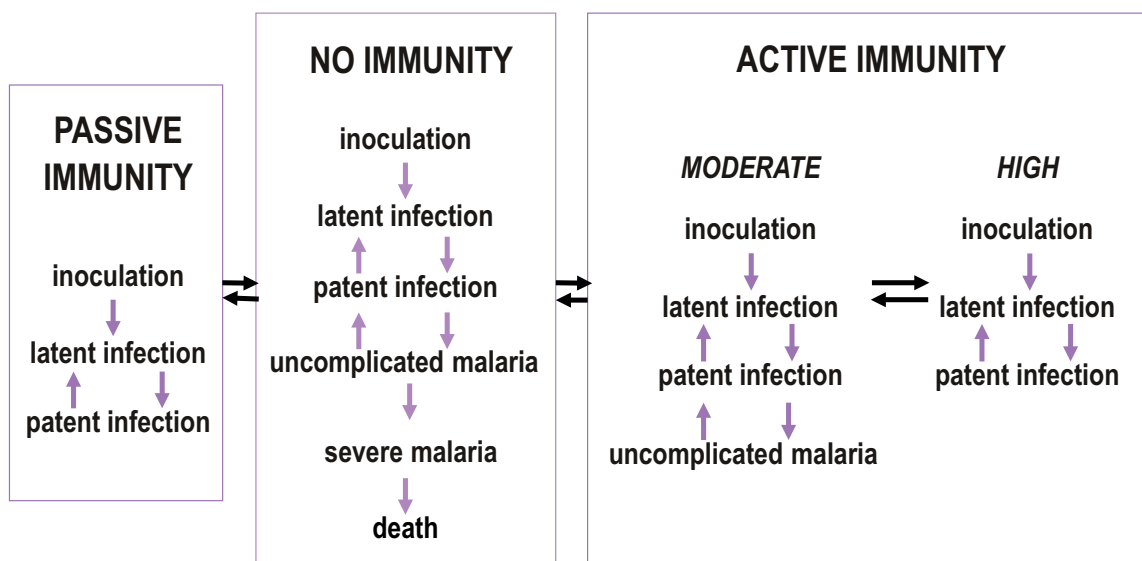 PASSIVE
IMMUNITY
inoculation
latent infection
patent infection
NO IMMUNITY
inoculation
latent infection
patent infection
uncomplicated malaria
severe malaria
death
ACTIVE IMMUNITY
MODERATE
inoculation
latent infection
patent infection
uncomplicated malaria
HIGH
inoculation
latent infection
patent infection